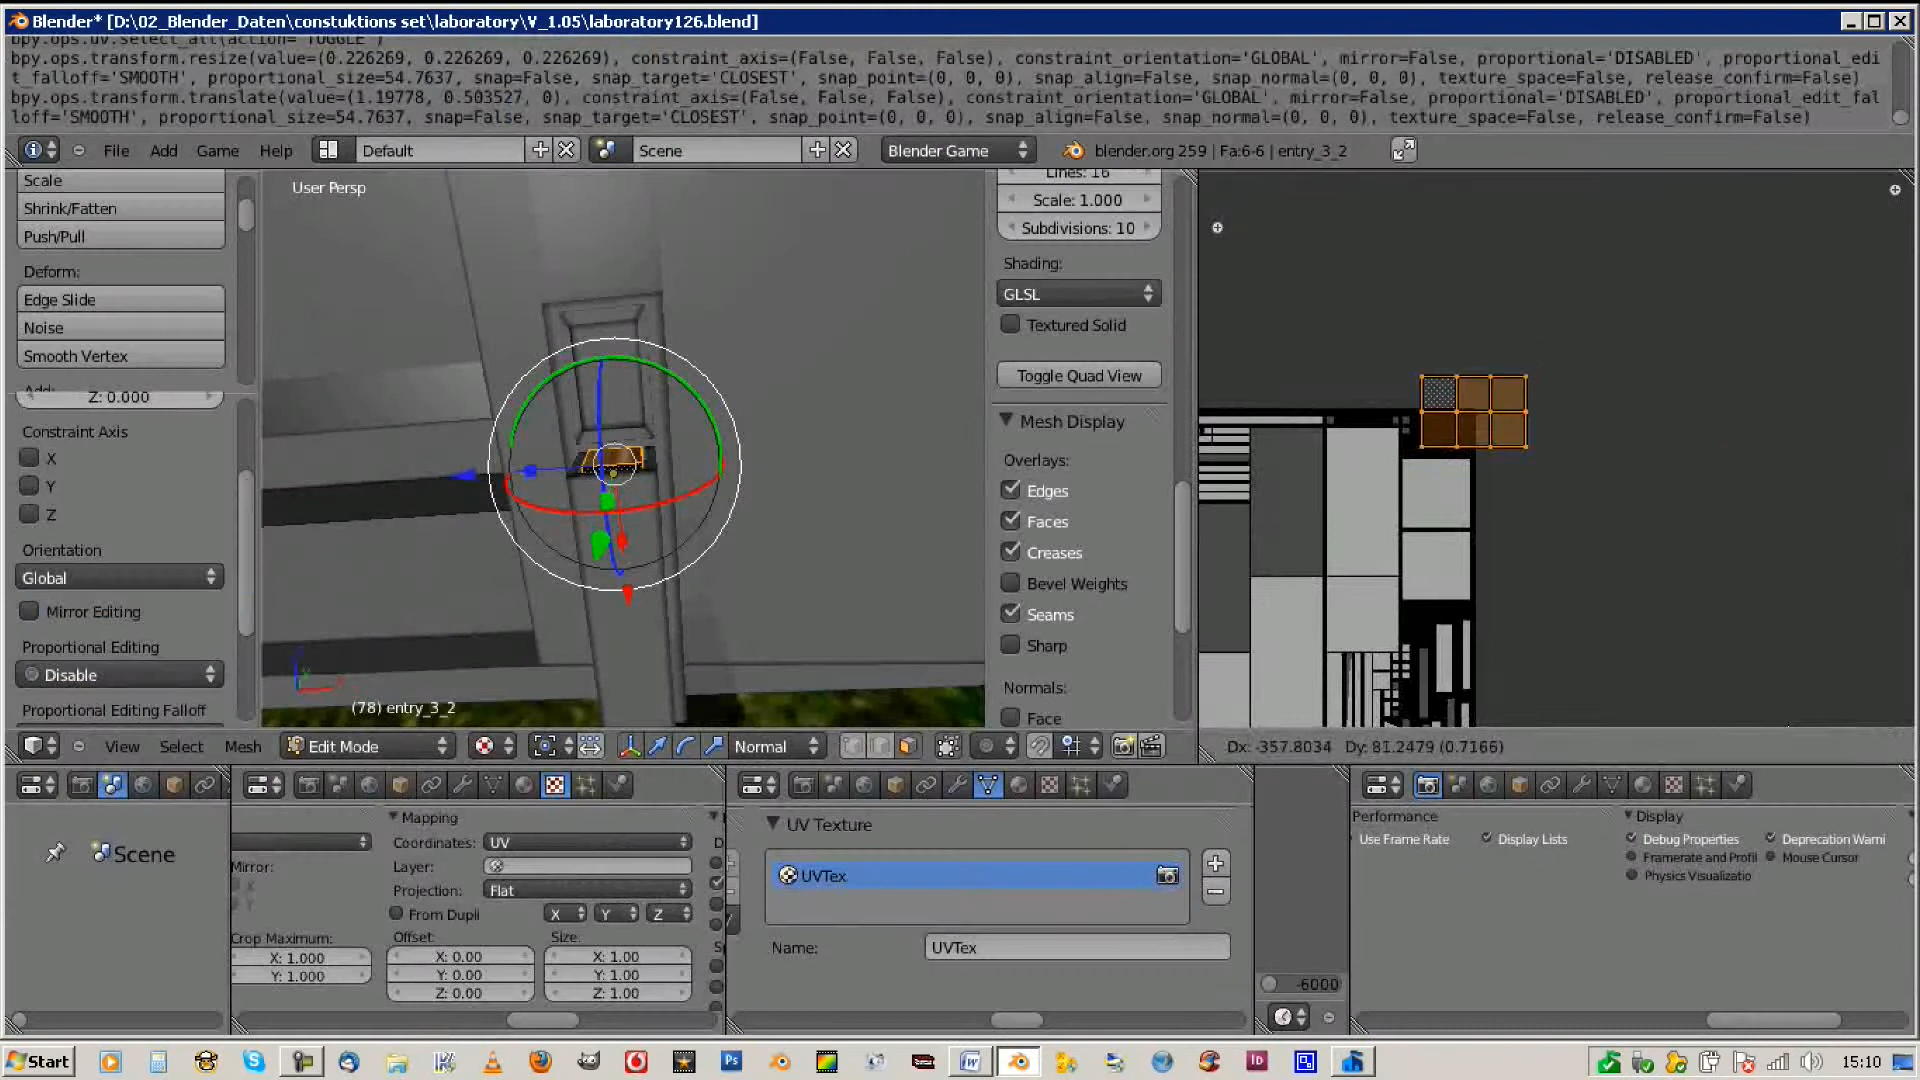 Blender* [D:\02_Blender_Daten\constuktions set\laboratory\V_1.05\laboratory126.blend]
bpy.ops.uv.select_all(action='TOGGLE')
bpy.ops.transform.resize(value=(0.226269, 0.226269, 0.226269), constraint_axis=(False, False, False), constraint_orientation='GLOBAL', mirror=False, proportional='DISABLED', proportional_edi
t_falloff='SMOOTH', proportional_size=54.7637, snap=False, snap_target='CLOSEST', snap_point=(0, 0, 0), snap_align=False, snap_normal=(0, 0, 0), texture_space=False, release_confirm=False)
bpy.ops.transform.translate(value=(1.19778, 0.503527, 0), constraint_axis=(False, False, False), constraint_orientation='GLOBAL', mirror=False, proportional='DISABLED', proportional_edit_fal
loff='SMOOTH', proportional_size=54.7637, snap=False, snap_target='CLOSEST', snap_point=(0, 0, 0), snap_align=False, snap_normal=(0, 0, 0), texture_space=False, release_confirm=False)
File Add Game Help Default Scene Blender Game blender.org 259 | Fa:6-6 | entry_3_2
Scale
Shrink/Fatten
Push/Pull
Deform:
Edge Slide
Noise
Smooth Vertex
Add:
Z: 0.000
Constraint Axis
X
Y
Z
Orientation
Global
Mirror Editing
Proportional Editing
Disable
Proportional Editing Falloff
User Persp
(78) entry_3_2
Lines: 16
Scale: 1.000
Subdivisions: 10
Shading:
GLSL
Textured Solid
Toggle Quad View
Mesh Display
Overlays:
Edges
Faces
Creases
Bevel Weights
Seams
Sharp
Normals:
Face
View Select Mesh Edit Mode Normal
Dx: -357.8034 Dy: 81.2479 (0.7166)
Scene
Mirror:
X
Y
Crop Maximum:
X: 1.000
Y: 1.000
Mapping
Coordinates: UV
Layer:
Projection: Flat
From Dupli X Y Z
Offset: Size:
X: 0.00 X: 1.00
Y: 0.00 Y: 1.00
Z: 0.00 Z: 1.00
UV Texture
UVTex
Name: UVTex
-6000
Performance
Use Frame Rate Display Lists
Display
Debug Properties Deprecation Warni
Framerate and Profil Mouse Cursor
Physics Visualizatio
Start
Ps
W
Id
15:10